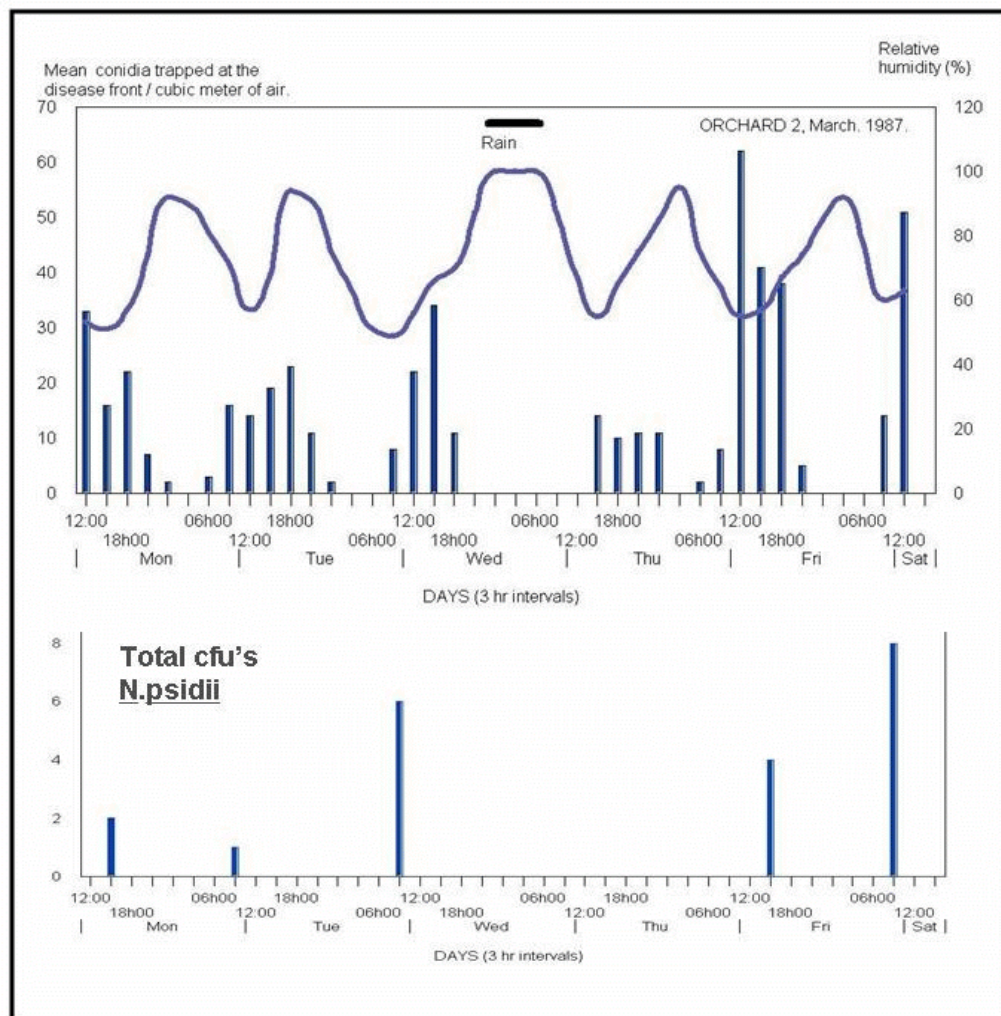 Mean conidia trapped at the
disease front / cubic meter of air.
Relative
humidity (%)
70
60
50
40
30
20
10
0
120
100
80
60
40
20
0
Rain
ORCHARD 2, March. 1987.
12:00 06h00 18h00 12:00 06h00 18h00 12:00 06h00
18h00 12:00 06h00 18h00 12:00 06h00 18h00 12:00
| Mon | Tue | Wed | Thu | Fri | Sat |
DAYS (3 hr intervals)
Total cfu's
N.psidii
8
6
4
2
0
12:00 06h00 18h00 12:00 06h00 18h00 12:00 06h00
18h00 12:00 06h00 18h00 12:00 06h00 18h00 12:00
| Mon | Tue | Wed | Thu | Fri | Sat |
DAYS (3 hr intervals)